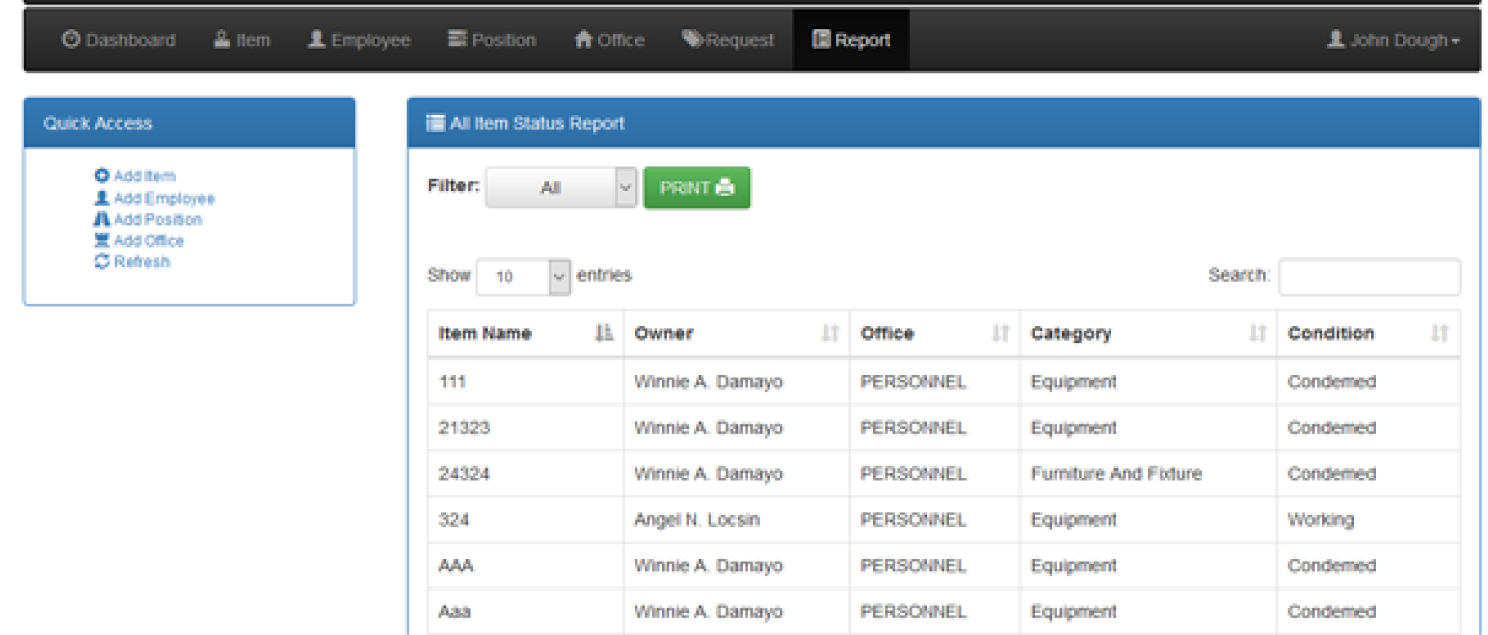 Dashboard Item Employee Position Office Request Report John Dough
Quick Access
Add Item
Add Employee
Add Position
Add Office
Refresh
All Item Status Report
Filter: All PRINT
Show 10 entries Search:
Item Name Owner Office Category Condition
111 Winnie A. Damayo PERSONNEL Equipment Condemed
21323 Winnie A. Damayo PERSONNEL Equipment Condemed
24324 Winnie A. Damayo PERSONNEL Furniture And Fixture Condemed
324 Angel N. Locsin PERSONNEL Equipment Working
AAA Winnie A. Damayo PERSONNEL Equipment Condemed
Aaa Winnie A. Damayo PERSONNEL Equipment Condemed